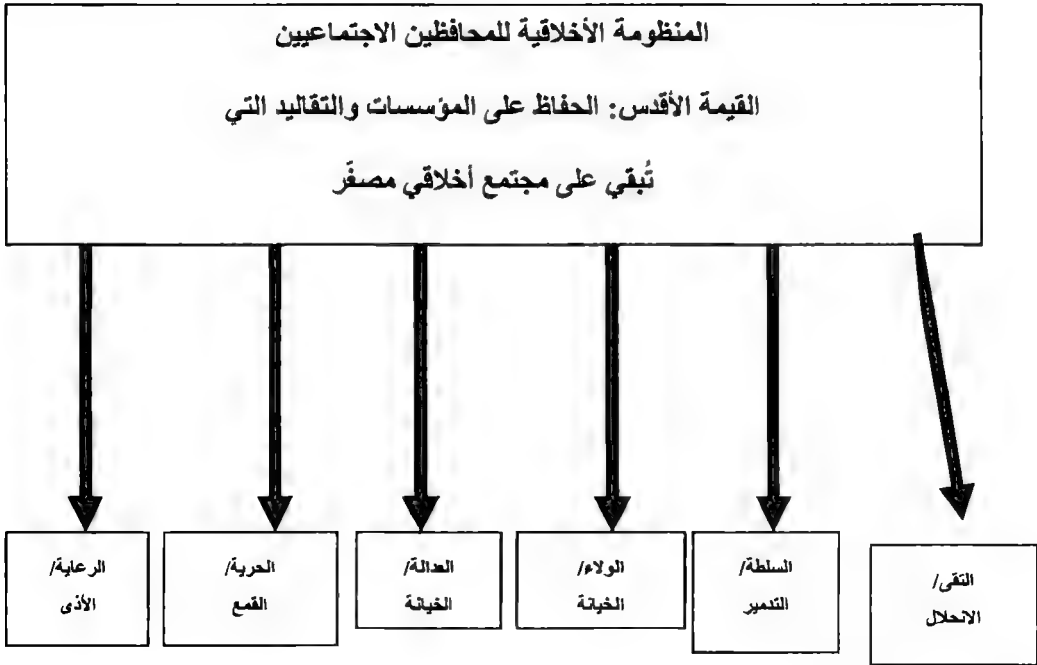 المنظومة الأخلاقية للمحافظين الاجتماعيين
القيمة الأقدس: الحفاظ على المؤسسات والتقاليد التي
تُبقي على مجتمع أخلاقي مصغّر
التقى/
الانحلال
السلطة/
التدمير
الولاء/
الخيانة
العدالة/
الخيانة
الحرية/
القمع
الرعاية/
الأذى